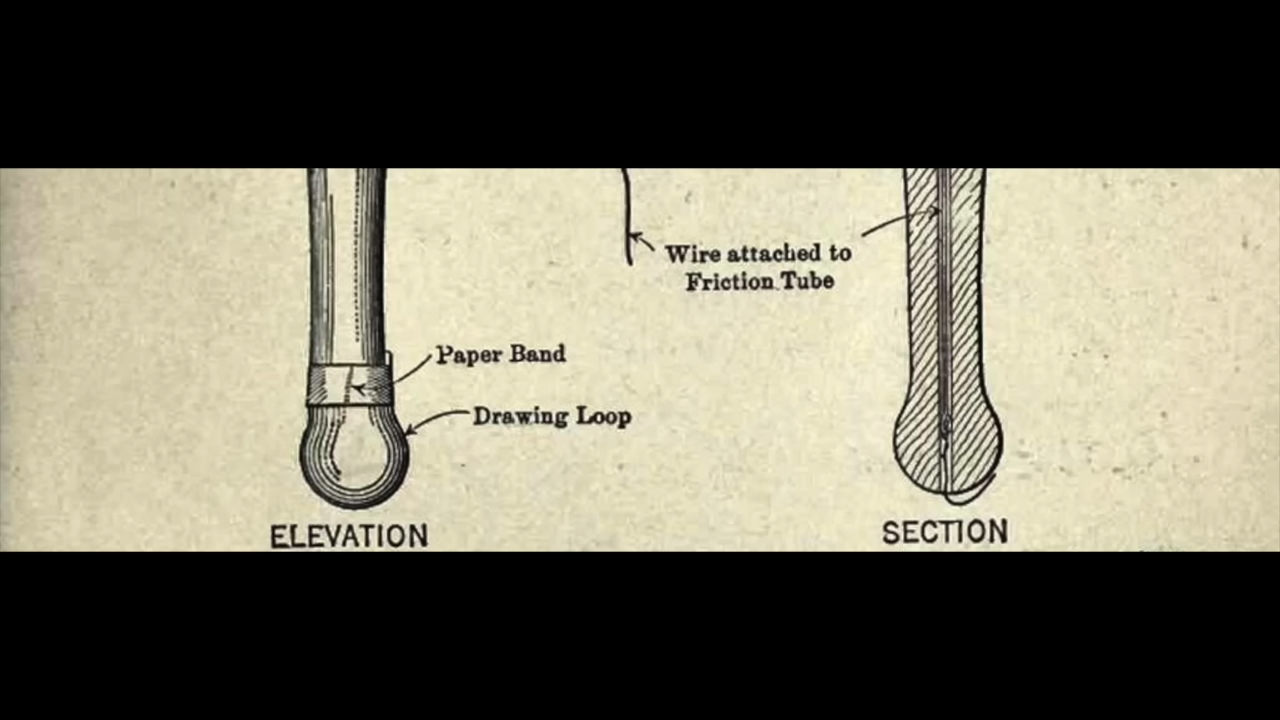 Wire attached to
Friction Tube
Paper Band
Drawing Loop
ELEVATION
SECTION